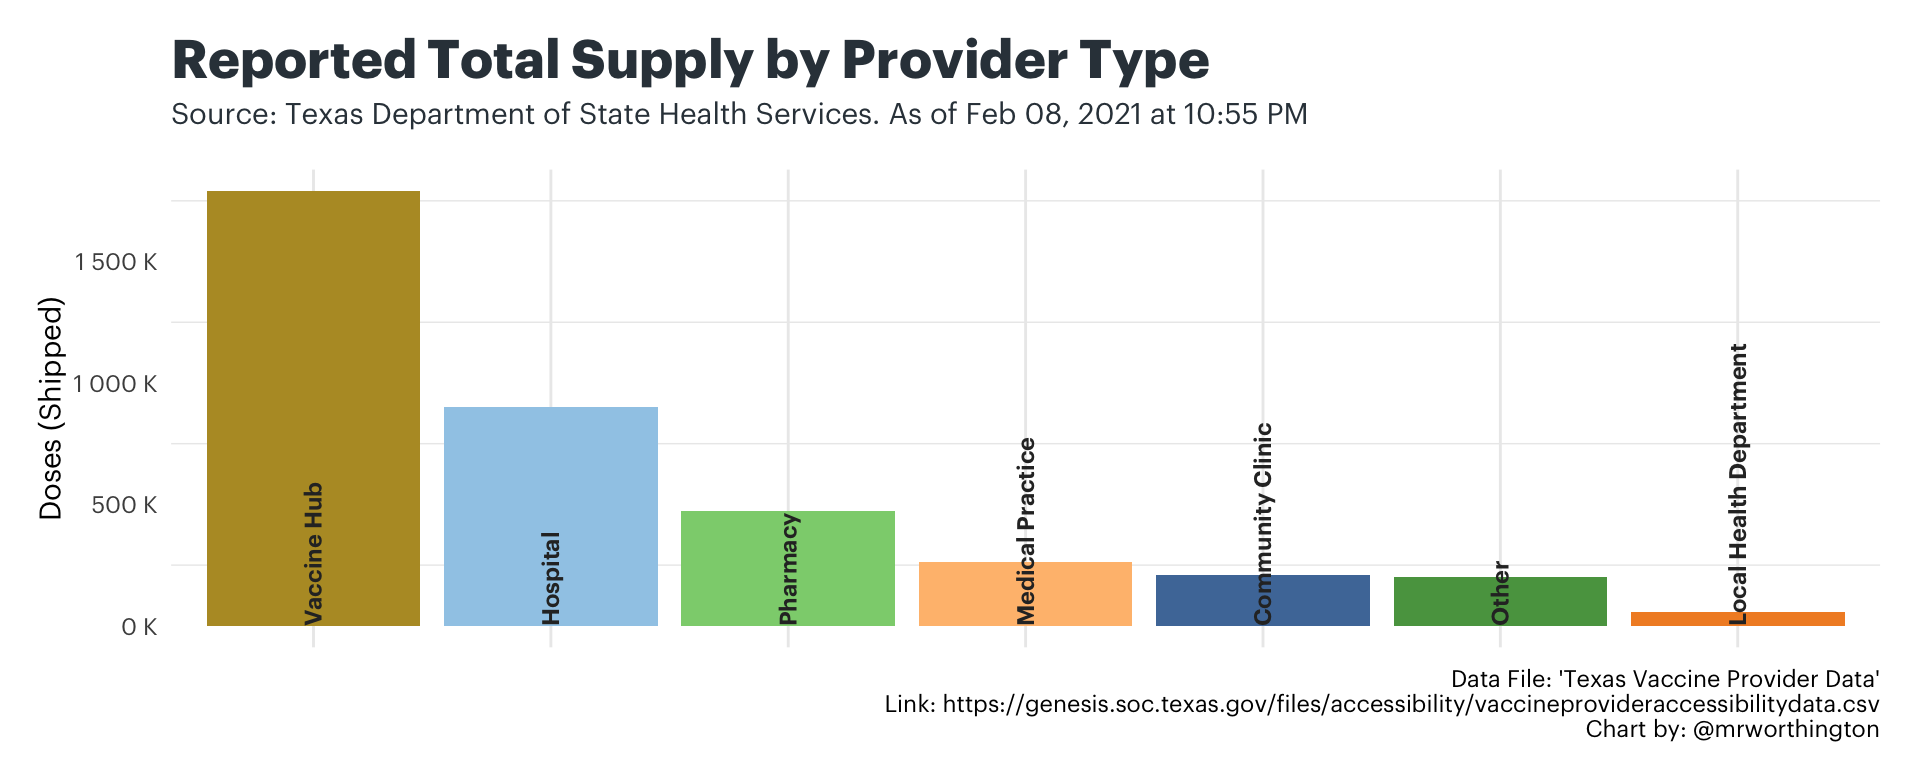 Reported Total Supply by Provider Type
Source: Texas Department of State Health Services. As of Feb 08, 2021 at 10:55 PM
Doses (Shipped)
1 500 K
1 000 K
500 K
0 K
Vaccine Hub
Hospital
Pharmacy
Medical Practice
Community Clinic
Other
Local Health Department
Data File: 'Texas Vaccine Provider Data'
Link: https://genesis.soc.texas.gov/files/accessibility/vaccineprovideraccessibilitydata.csv
Chart by: @mrworthington